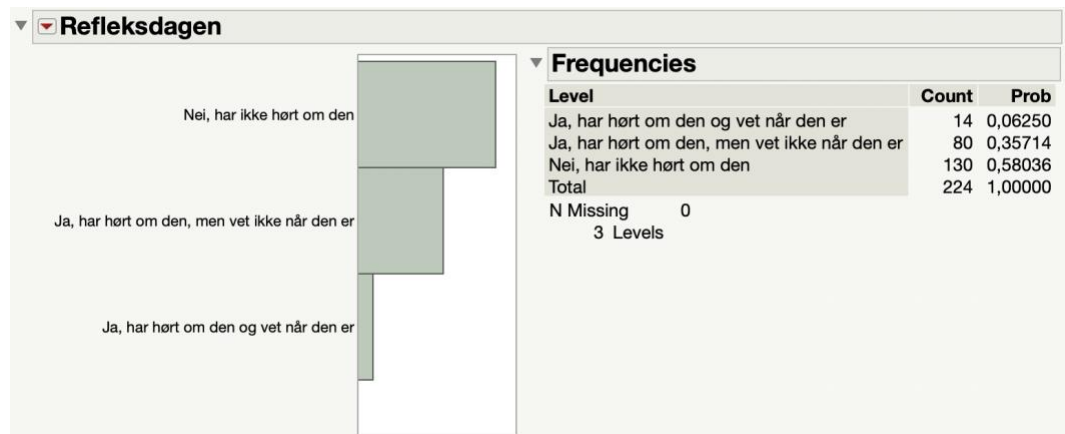 Refleksdagen
Nei, har ikke hørt om den
Ja, har hørt om den, men vet ikke når den er
Ja, har hørt om den og vet når den er
Frequencies
Level Count Prob
Ja, har hørt om den og vet når den er 14 0,06250
Ja, har hørt om den, men vet ikke når den er 80 0,35714
Nei, har ikke hørt om den 130 0,58036
Total 224 1,00000
N Missing 0
3 Levels